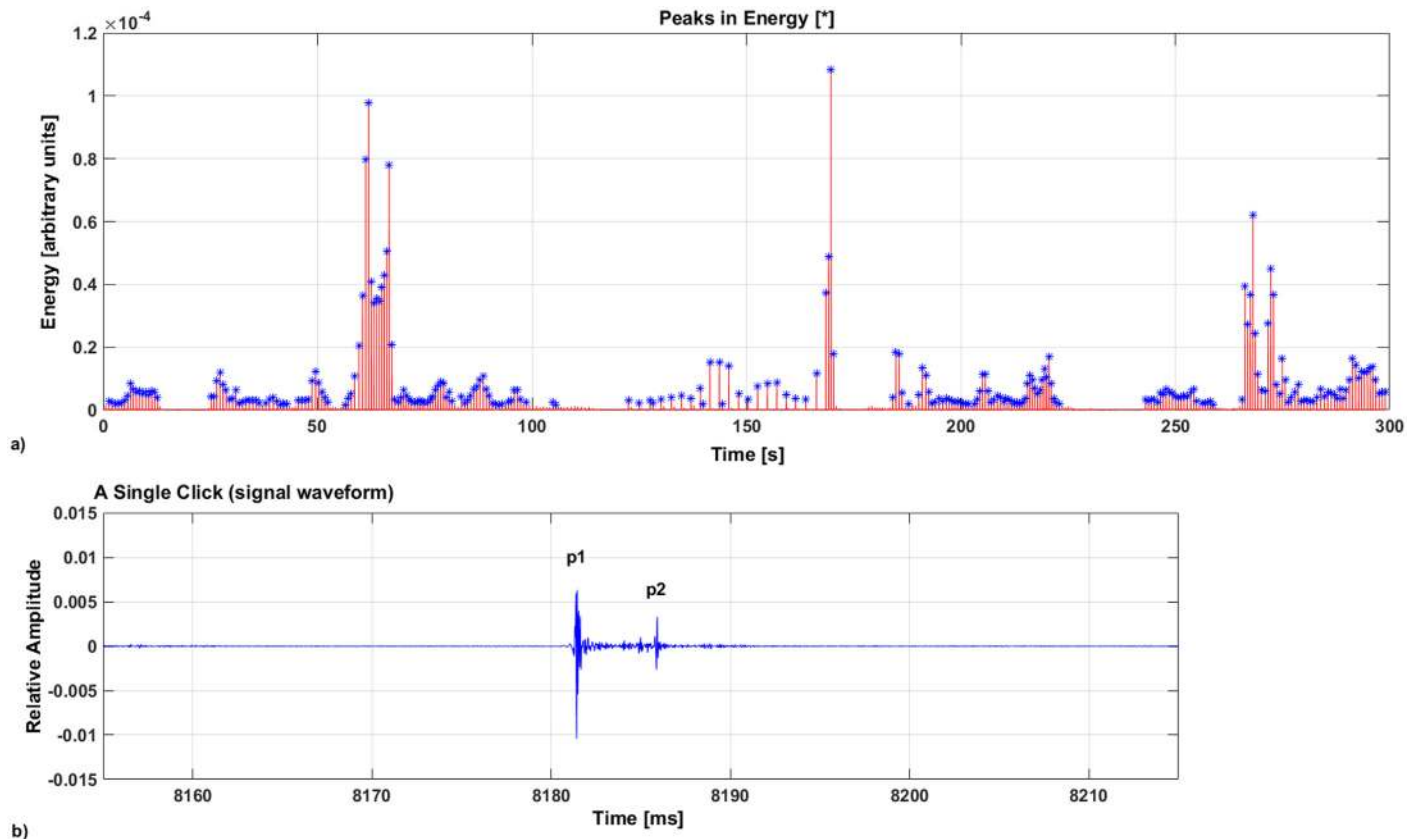 Peaks in Energy [*]
×10-4
1.2
1
0.8
0.6
0.4
0.2
0
Energy [arbitrary units]
0 50 100 150 200 250 300
Time [s]
a)
A Single Click (signal waveform)
0.015
0.01
0.005
0
-0.005
-0.01
-0.015
Relative Amplitude
p1
p2
8160 8170 8180 8190 8200 8210
Time [ms]
b)